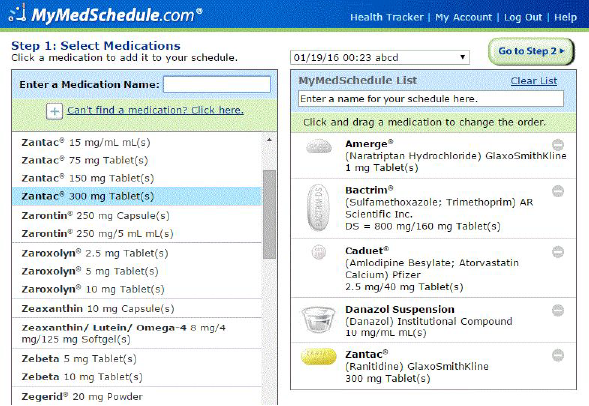 MyMedSchedule.com®
Health Tracker | My Account | Log Out | Help
Step 1: Select Medications
Click a medication to add it to your schedule.
01/19/16 00:23 abcd
Go to Step 2
Enter a Medication Name:
Can't find a medication? Click here.
Zantac® 15 mg/mL mL(s)
Zantac® 75 mg Tablet(s)
Zantac® 150 mg Tablet(s)
Zantac® 300 mg Tablet(s)
Zarontin® 250 mg Capsule(s)
Zarontin® 250 mg/5 mL mL(s)
Zaroxolyn® 2.5 mg Tablet(s)
Zaroxolyn® 5 mg Tablet(s)
Zaroxolyn® 10 mg Tablet(s)
Zeaxanthin 10 mg Capsule(s)
Zeaxanthin/ Lutein/ Omega-4 8 mg/4
mg/125 mg Softgel(s)
Zebeta 5 mg Tablet(s)
Zebeta 10 mg Tablet(s)
Zegerid® 20 mg Powder
MyMedSchedule List
Clear List
Enter a name for your schedule here.
Click and drag a medication to change the order.
Amerge®
(Naratriptan Hydrochloride) GlaxoSmithKline
1 mg Tablet(s)
Bactrim®
(Sulfamethoxazole; Trimethoprim) AR
Scientific Inc.
DS = 800 mg/160 mg Tablet(s)
BACTRIM DS
Caduet®
(Amlodipine Besylate; Atorvastatin
Calcium) Pfizer
2.5 mg/40 mg Tablet(s)
Danazol Suspension
(Danazol) Institutional Compound
10 mg/mL mL(s)
Zantac®
(Ranitidine) GlaxoSmithKline
300 mg Tablet(s)